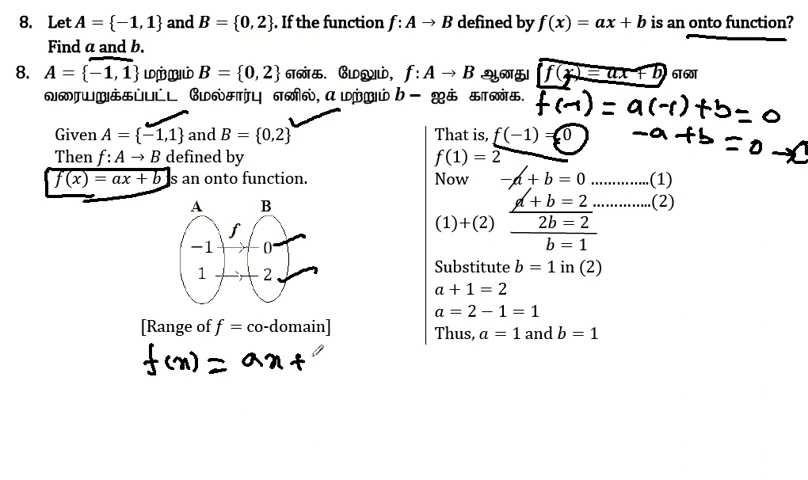 8. Let A = {−1, 1} and B = {0, 2}. If the function f: A → B defined by f(x) = ax + b is an onto function?
Find a and b.
8. A = {−1, 1} மற்றும் B = {0, 2} என்க. மேலும், f: A → B ஆனது f(x) = ax + b என
வரையறுக்கப்பட்ட மேல்சார்பு எனில், a மற்றும் b – ஐக் காண்க.
f(-1) = a(-1) + b = 0
-a + b = 0 → 1
Given A = {−1,1} and B = {0,2}
Then f: A → B defined by
f(x) = ax + b is an onto function.
A B
f
−1 0
1 2
[Range of f = co-domain]
f(x) = ax +
That is, f(−1) = 0
f(1) = 2
Now −a + b = 0 .............(1)
a + b = 2 .............(2)
(1)+(2) 2b = 2
b = 1
Substitute b = 1 in (2)
a + 1 = 2
a = 2 − 1 = 1
Thus, a = 1 and b = 1